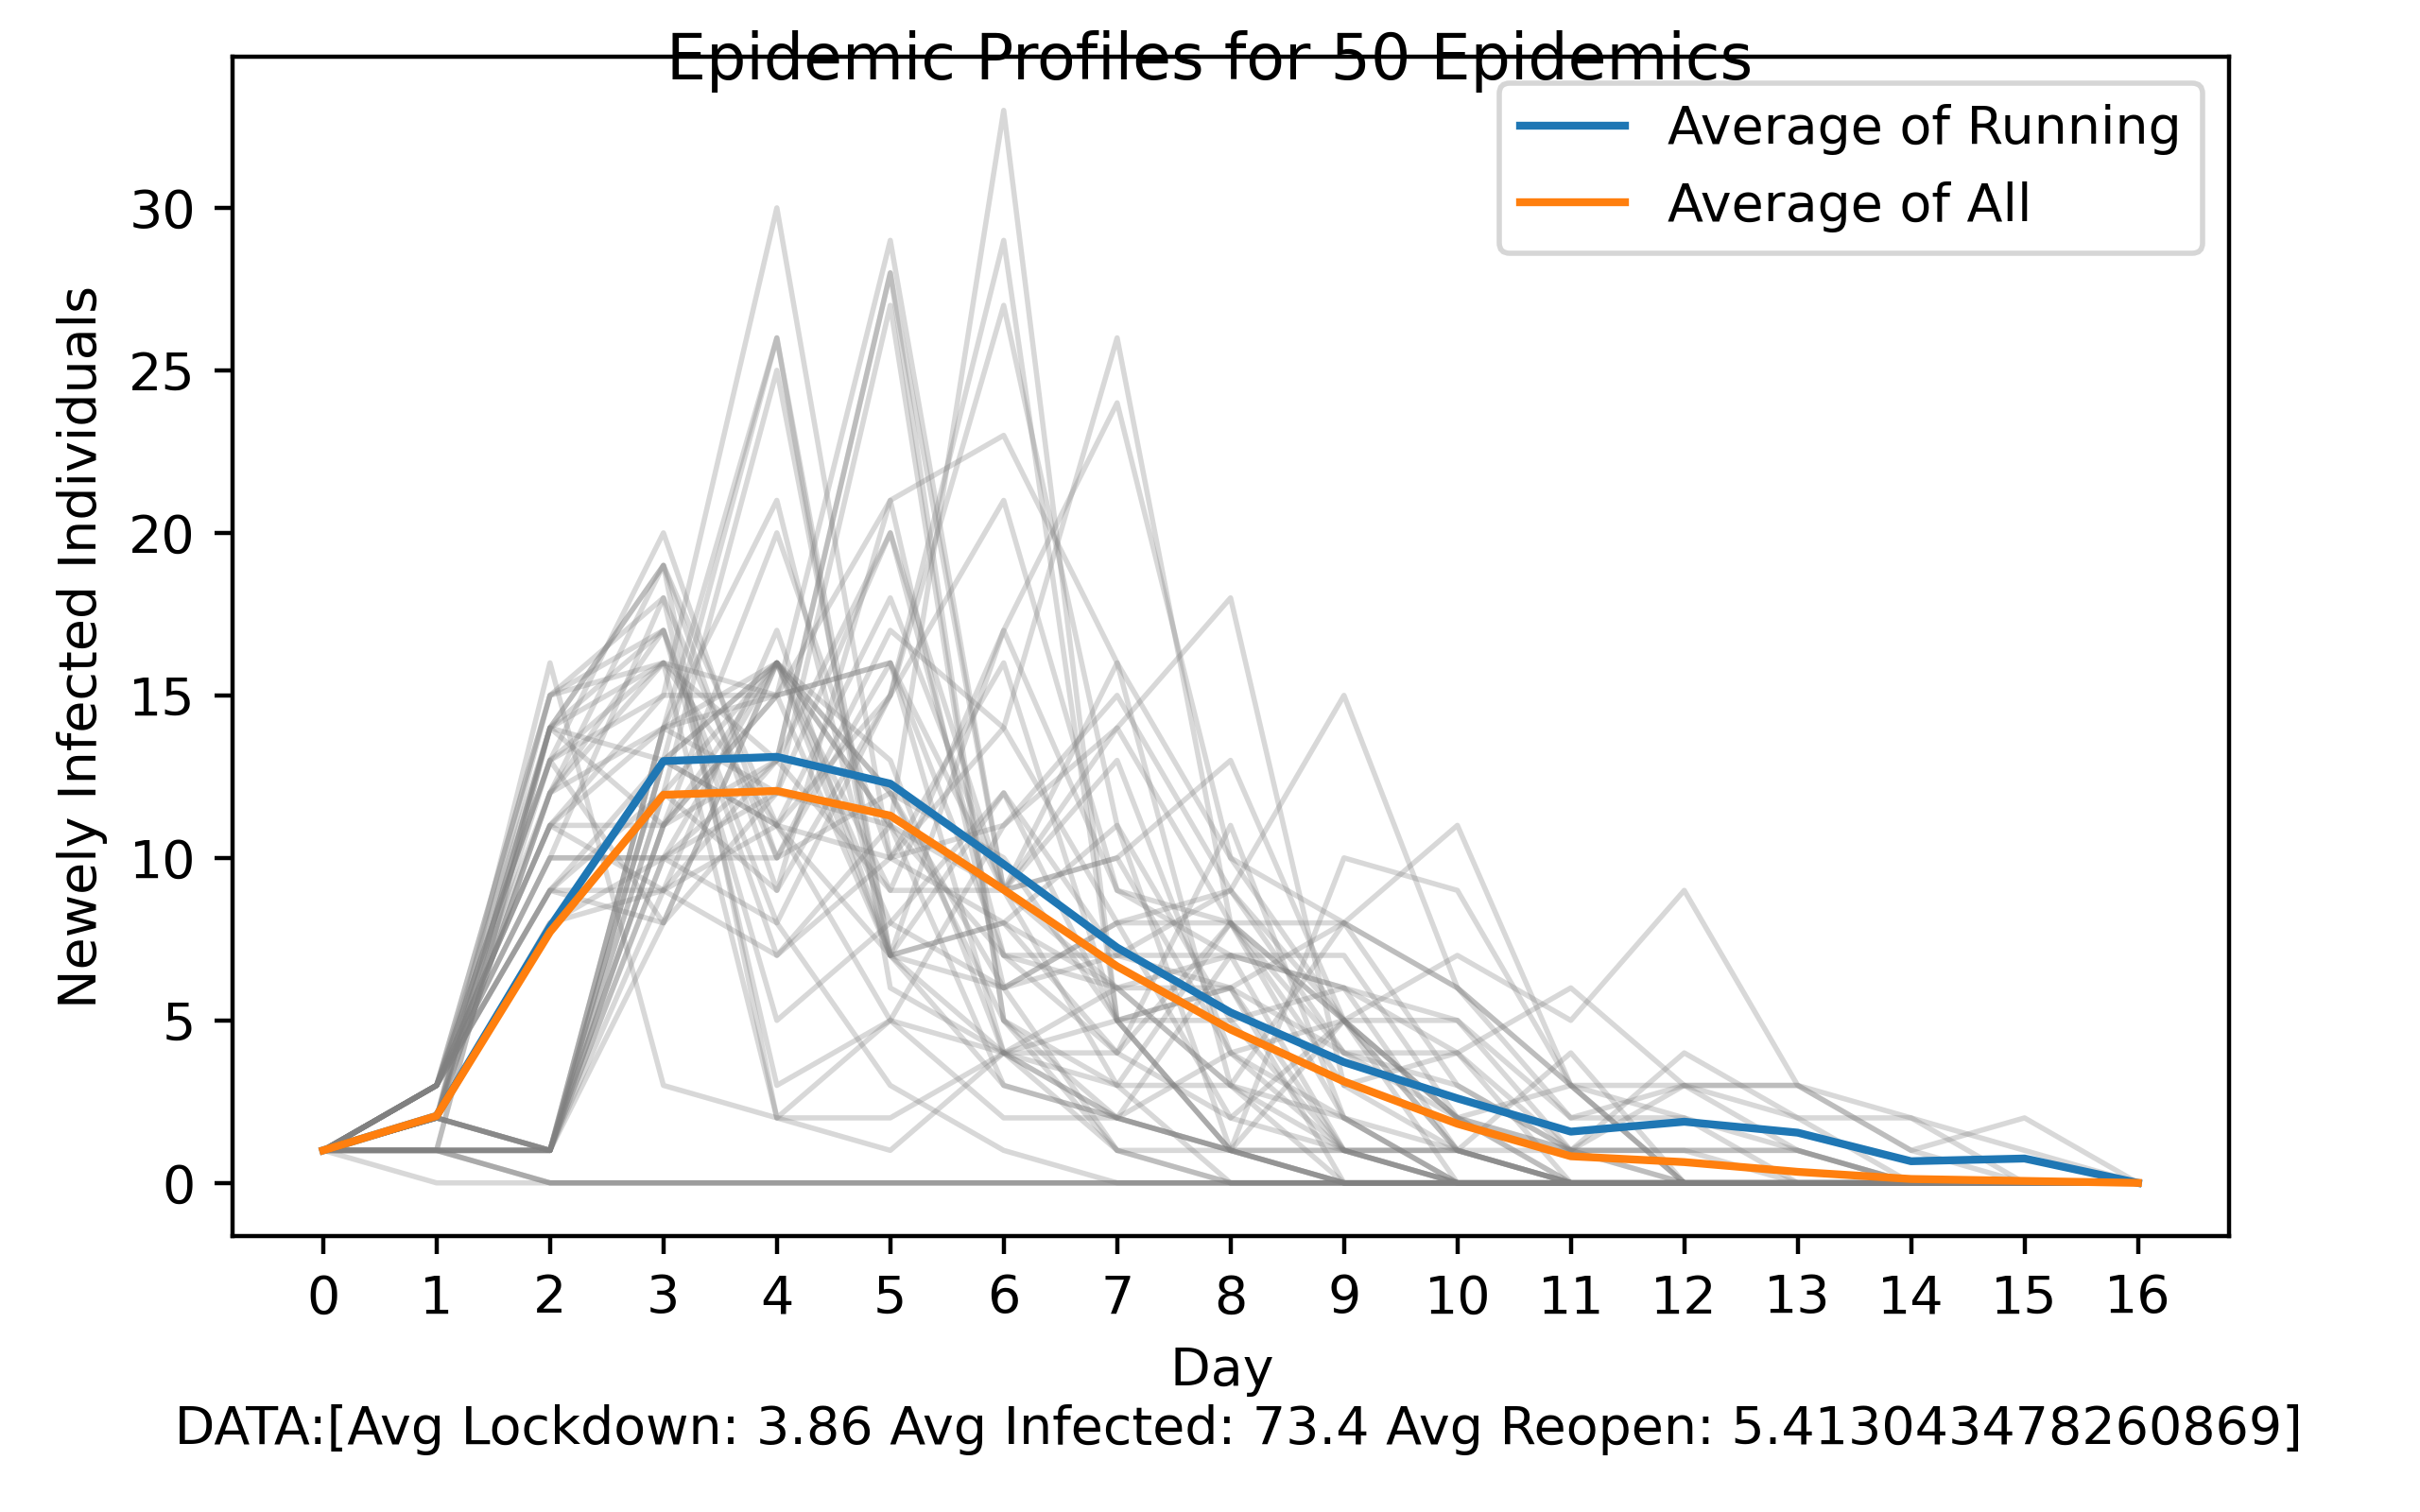 Epidemic Profiles for 50 Epidemics
Average of Running
Average of All
Newely Infected Individuals
30
25
20
15
10
5
0
0 1 2 3 4 5 6 7 8 9 10 11 12 13 14 15 16
Day
DATA:[Avg Lockdown: 3.86 Avg Infected: 73.4 Avg Reopen: 5.413043478260869]